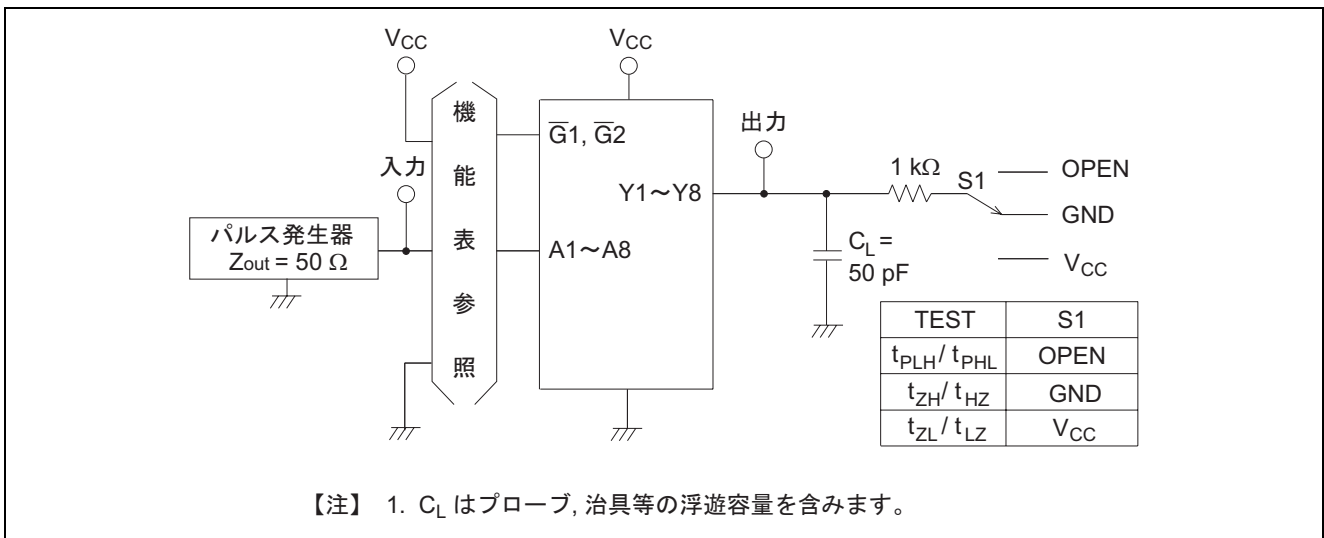 VCC
VCC
機能表参照
G̅1, G̅2
出力
入力
1 kΩ
S1
OPEN
Y1～Y8
GND
パルス発生器
Zout = 50 Ω
A1～A8
CL =
50 pF
VCC
TEST S1
tPLH / tPHL OPEN
tZH / tHZ GND
tZL / tLZ VCC
【注】 1. CL はプローブ, 治具等の浮遊容量を含みます。